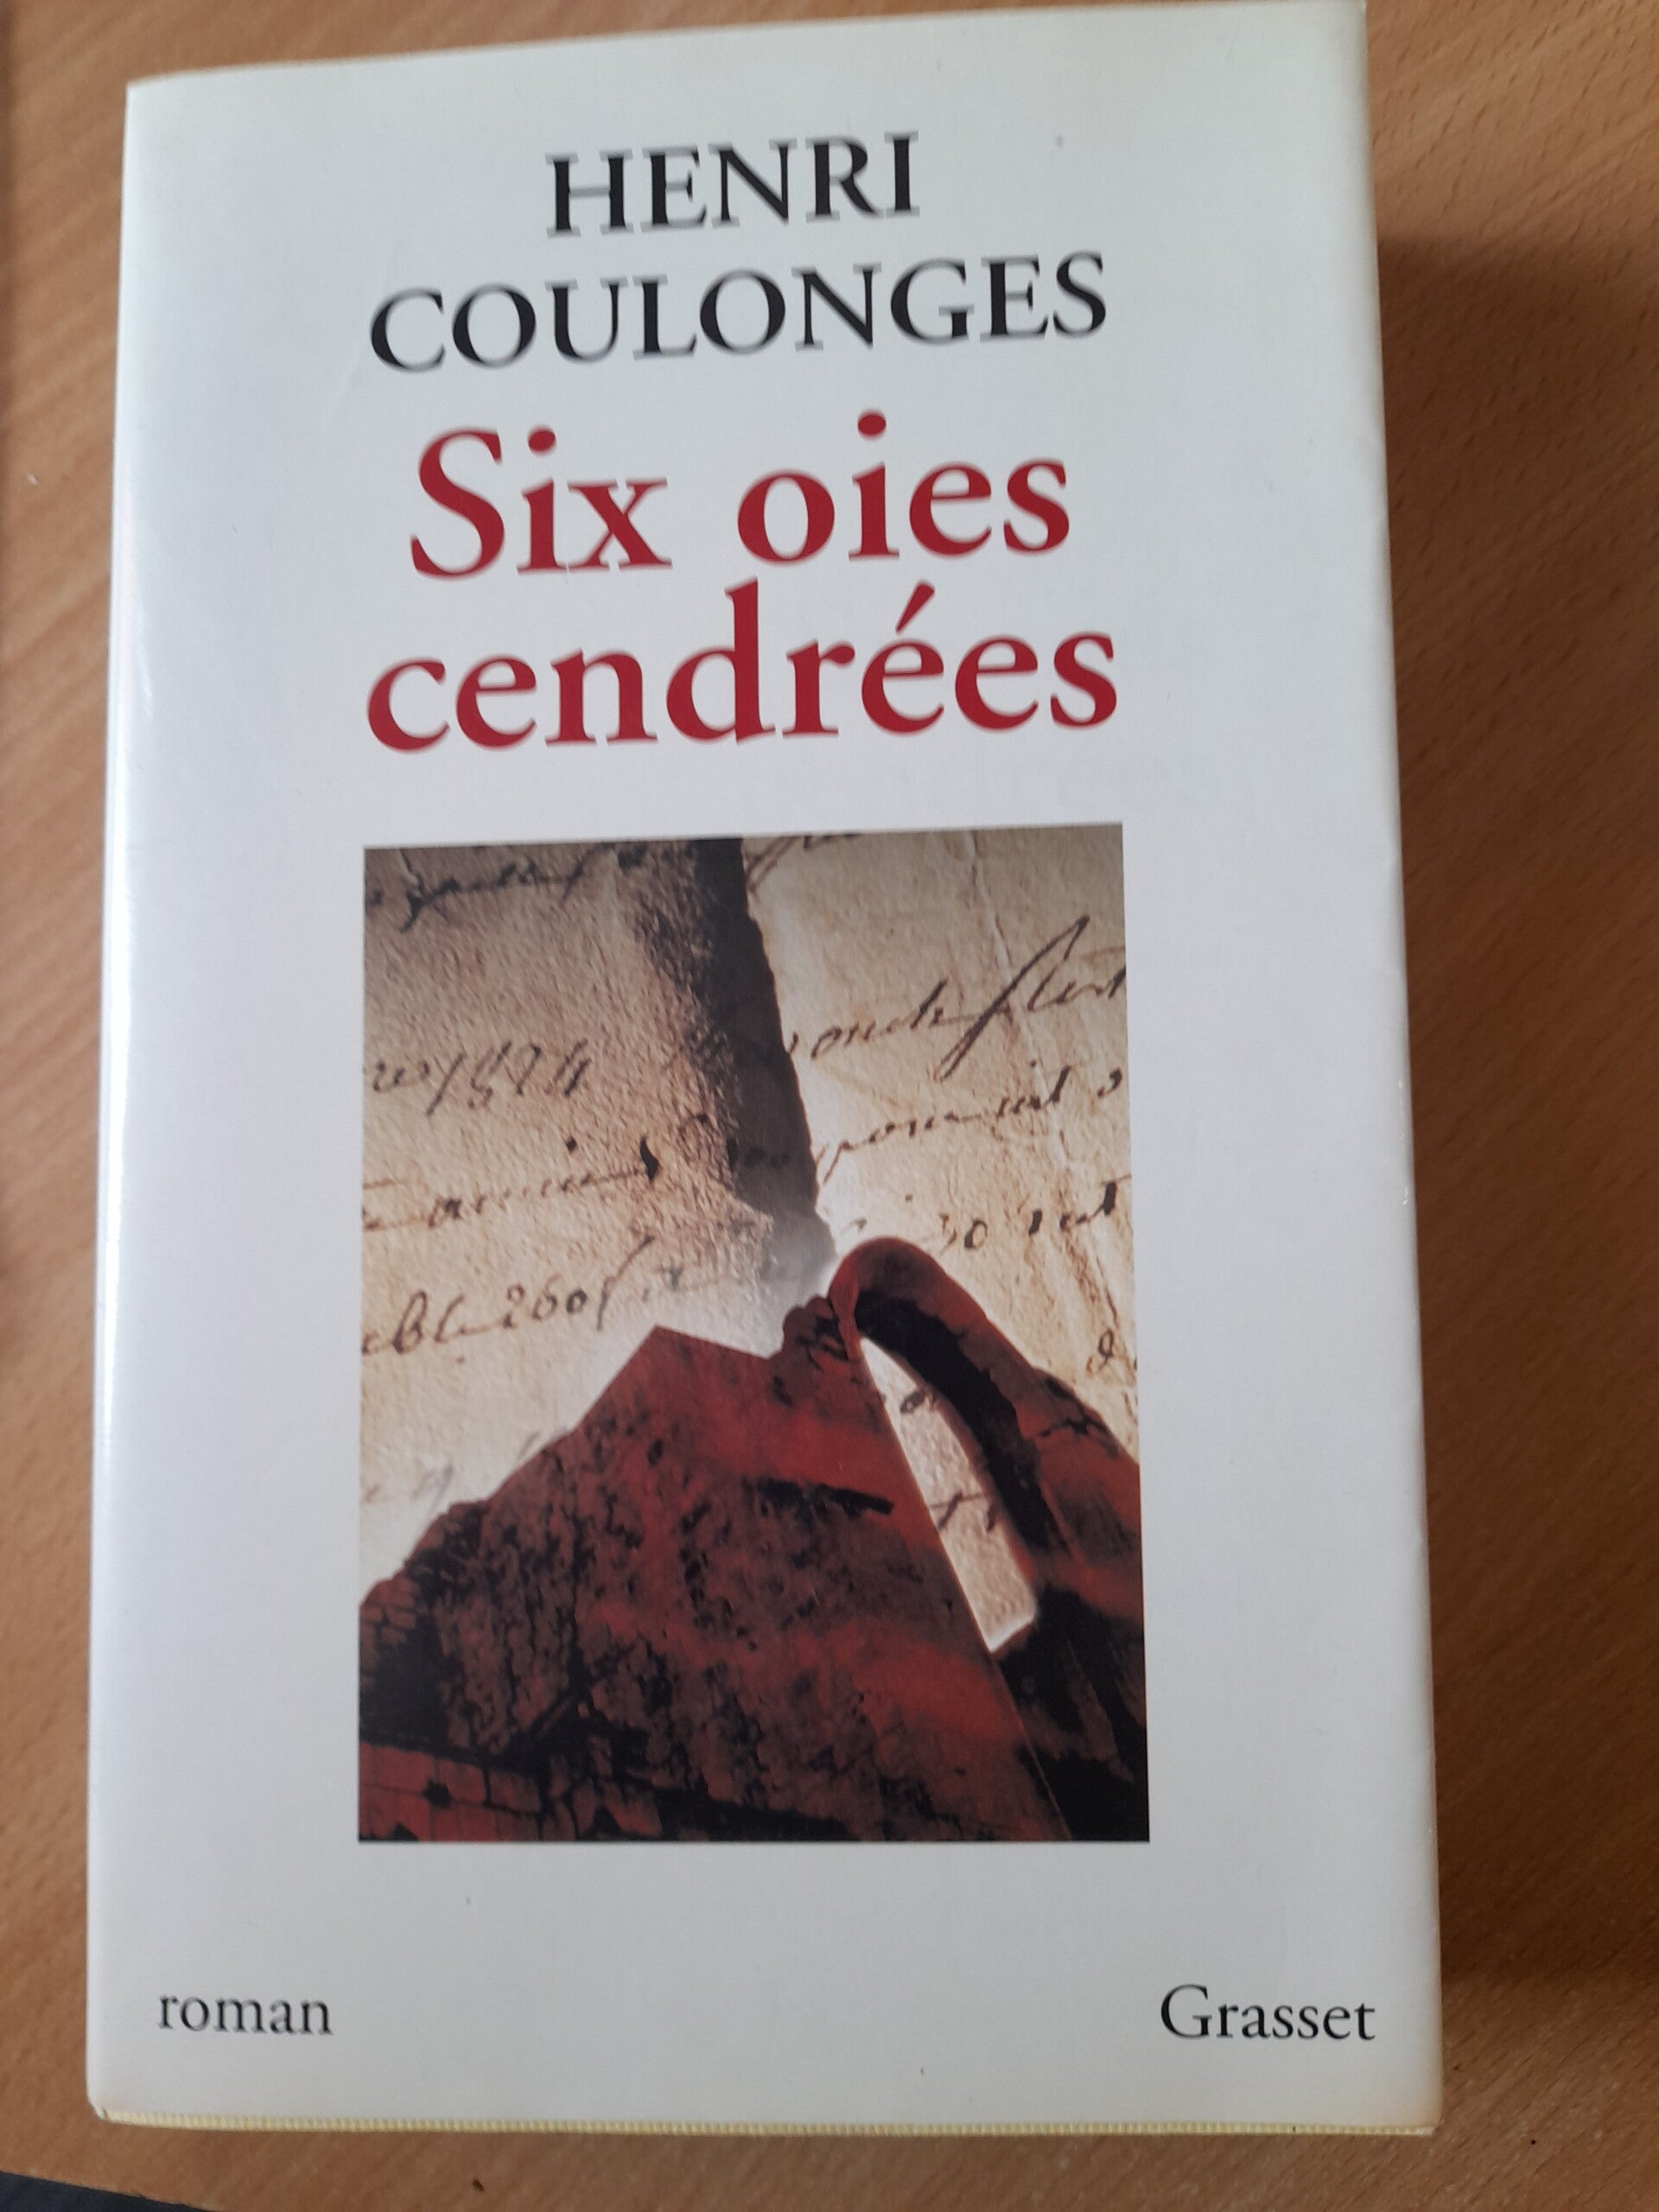 HENRI
COULONGES
Six oies
cendrées
roman
Grasset